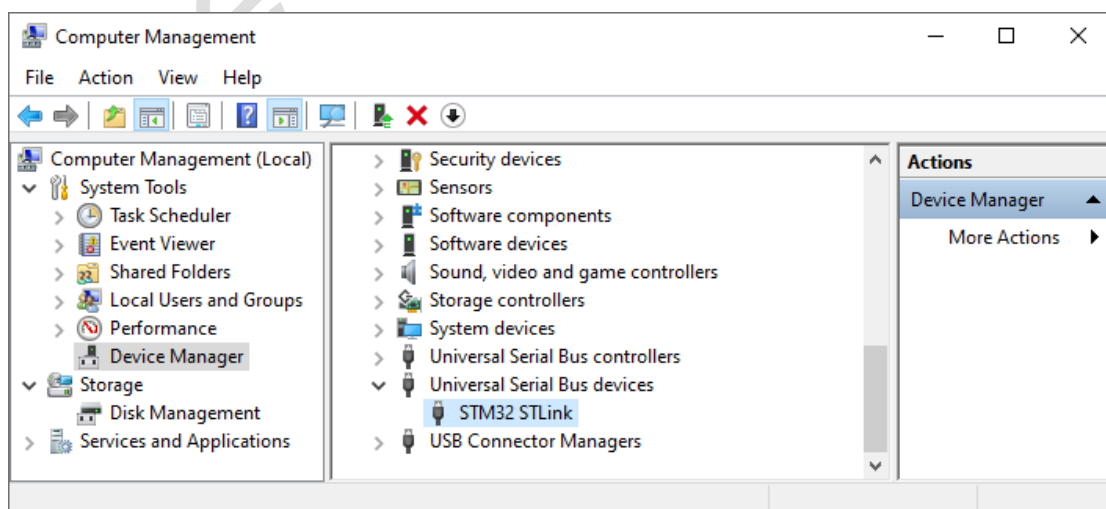 Computer Management
File Action View Help
Computer Management (Local)
System Tools
Task Scheduler
Event Viewer
Shared Folders
Local Users and Groups
Performance
Device Manager
Storage
Disk Management
Services and Applications
Security devices
Sensors
Software components
Software devices
Sound, video and game controllers
Storage controllers
System devices
Universal Serial Bus controllers
Universal Serial Bus devices
STM32 STLink
USB Connector Managers
Actions
Device Manager
More Actions